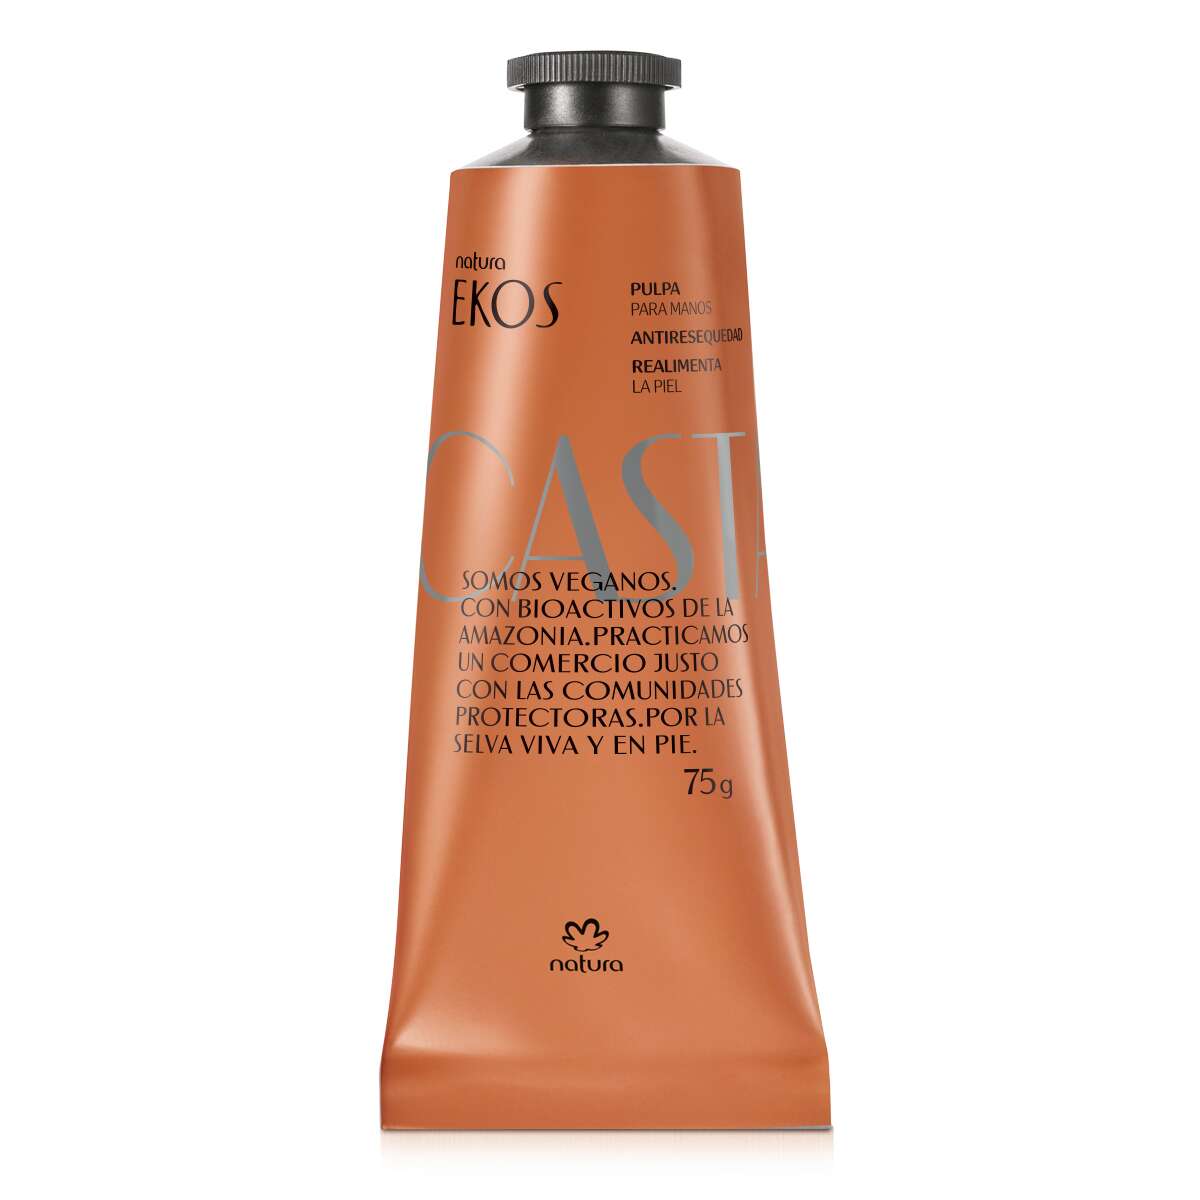 natura
EKOS
PULPA
PARA MANOS
ANTIRESEQUEDAD
REALIMENTA
LA PIEL
CASTA
SOMOS VEGANOS.
CON BIOACTIVOS DE LA
AMAZONIA.PRACTICAMOS
UN COMERCIO JUSTO
CON LAS COMUNIDADES
PROTECTORAS.POR LA
SELVA VIVA Y EN PIE.
75g
natura